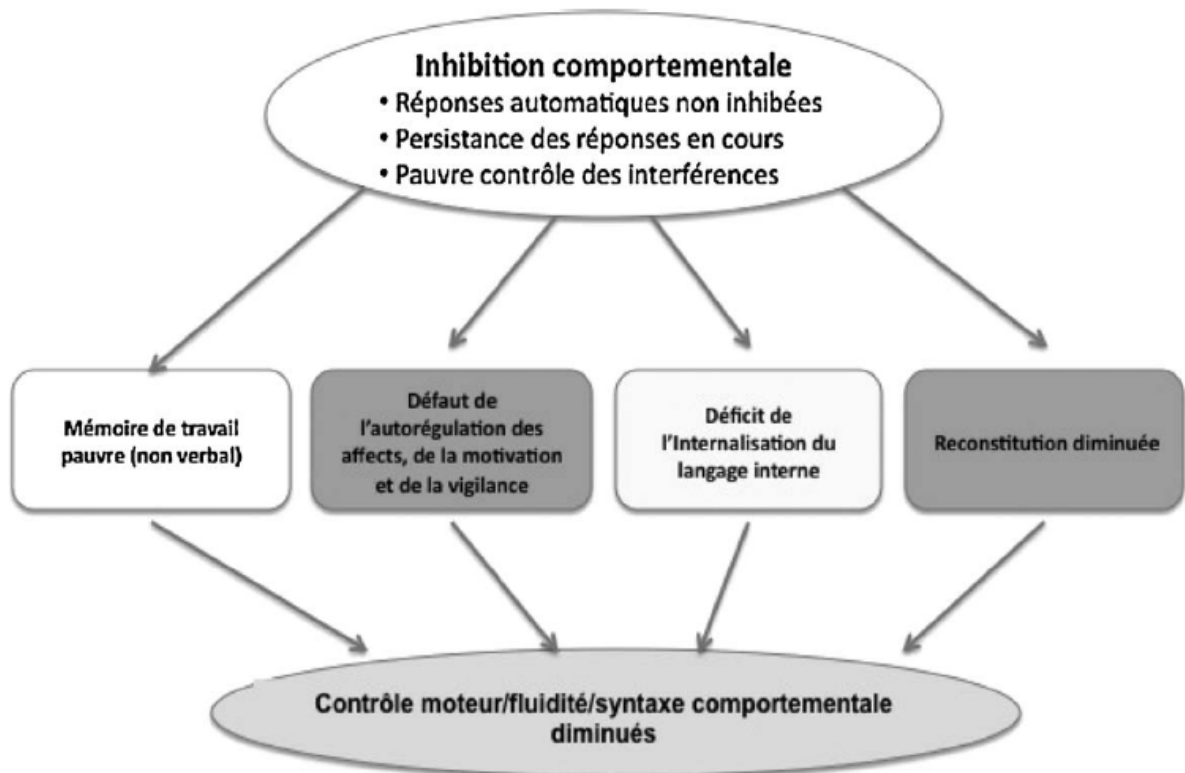 Inhibition comportementale
• Réponses automatiques non inhibées
• Persistance des réponses en cours
• Pauvre contrôle des interférences
Mémoire de travail
pauvre (non verbal)
Défaut de
l'autorégulation des
affects, de la motivation
et de la vigilance
Déficit de
l'Internalisation du
langage interne
Reconstitution diminuée
Contrôle moteur/fluidité/syntaxe comportementale
diminués